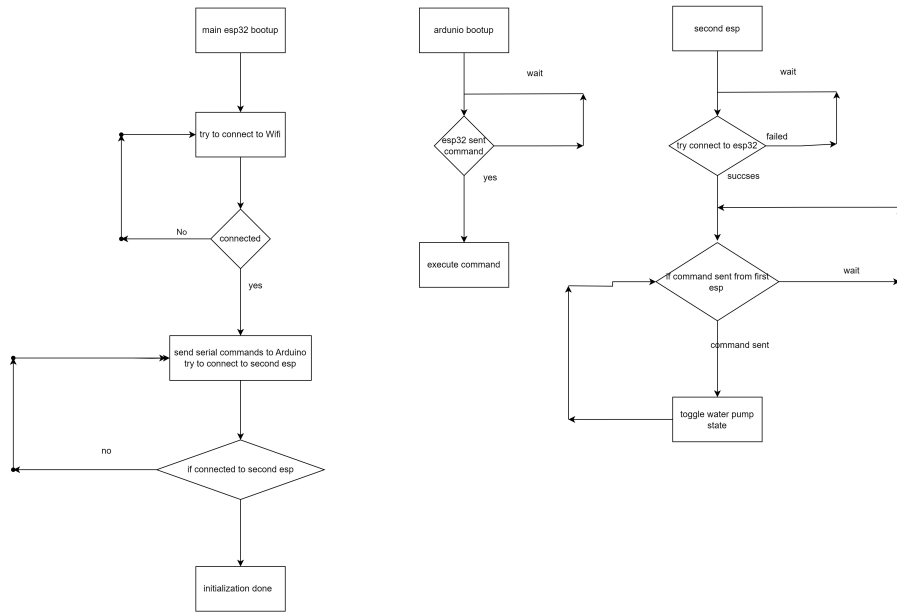 main esp32 bootup
try to connect to Wifi
No
connected
yes
send serial commands to Arduino
try to connect to second esp
no
if connected to second esp
initialization done
ardunio bootup
wait
esp32 sent
command
yes
execute command
second esp
wait
try connect to esp32
failed
succses
if command sent from first
esp
wait
command sent
toggle water pump
state